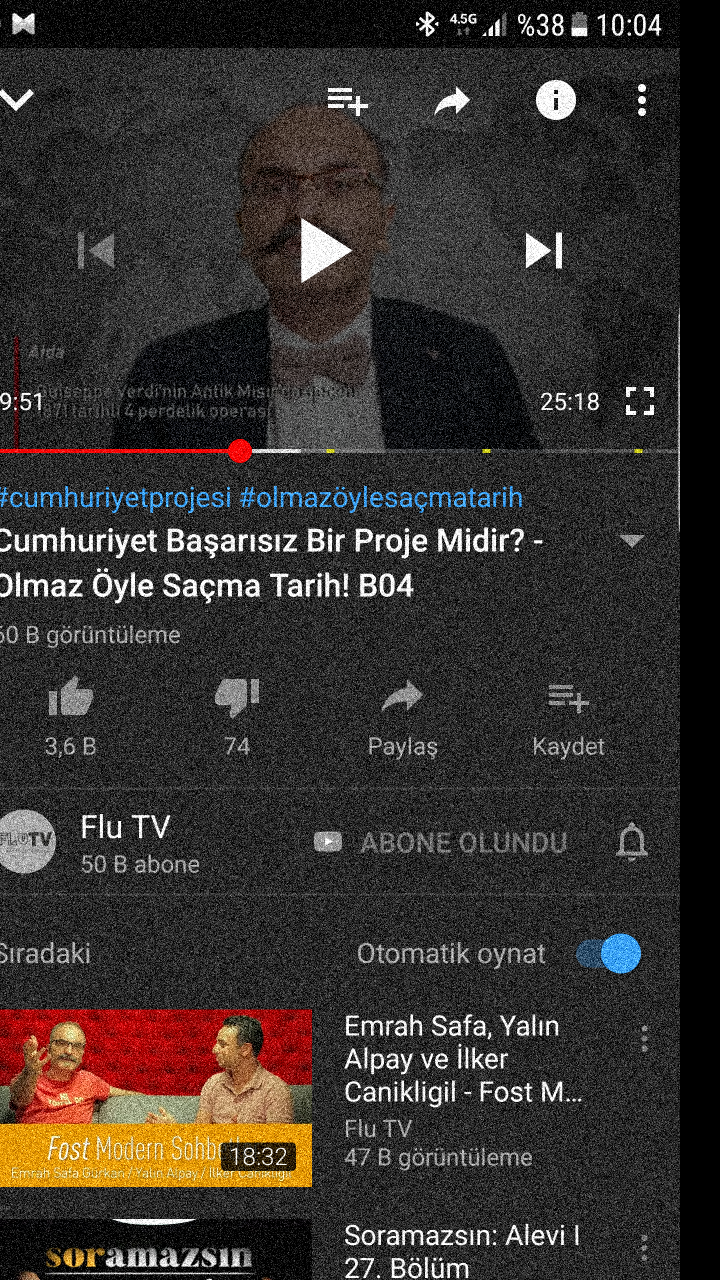 4.5G %38 10:04
Aida
Guiseppe Verdi'nin Antik Mısır'da
1871 tarihli 4 perdelik operası
9:51 25:18
#cumhuriyetprojesi #olmazöylesaçmatarih
Cumhuriyet Başarısız Bir Proje Midir? -
Olmaz Öyle Saçma Tarih! B04
60 B görüntüleme
3,6 B 74 Paylaş Kaydet
FLUTV
Flu TV
ABONE OLUNDU
50 B abone
Sıradaki Otomatik oynat
Emrah Safa, Yalın
Alpay ve İlker
Canikligil - Fost M...
Flu TV
47 B görüntüleme
Fost Modern Sohb
18:32
Emrah Safa Gürkan / Yalın Alpay / İlker Canikligil
Soramazsın: Alevi |
27. Bölüm
soramazsın